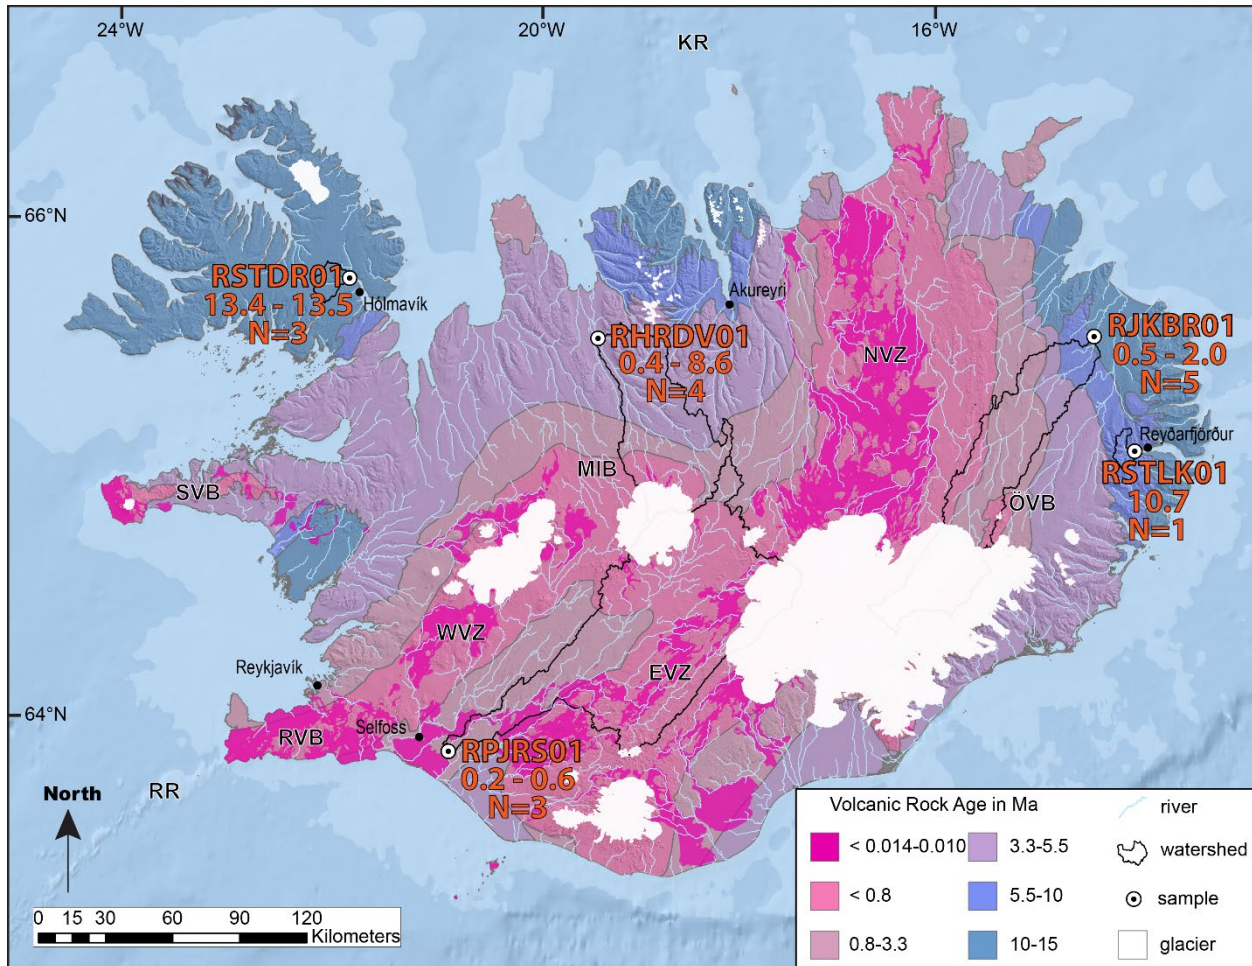 24°W
20°W
16°W
KR
66°N
RSTDR01
13.4 - 13.5
N=3
Hólmavík
RHRDV01
0.4 - 8.6
N=4
Akureyri
NVZ
RJKBR01
0.5 - 2.0
N=5
Reyðarfjörður
RSTLK01
10.7
N=1
SVB
MIB
ÖVB
WVZ
EVZ
Reykjavík
64°N
Selfoss
RVB
RPJRS01
0.2 - 0.6
N=3
RR
North
0 15 30 60 90 120
Kilometers
Volcanic Rock Age in Ma
< 0.014-0.010
< 0.8
0.8-3.3
3.3-5.5
5.5-10
10-15
river
watershed
sample
glacier